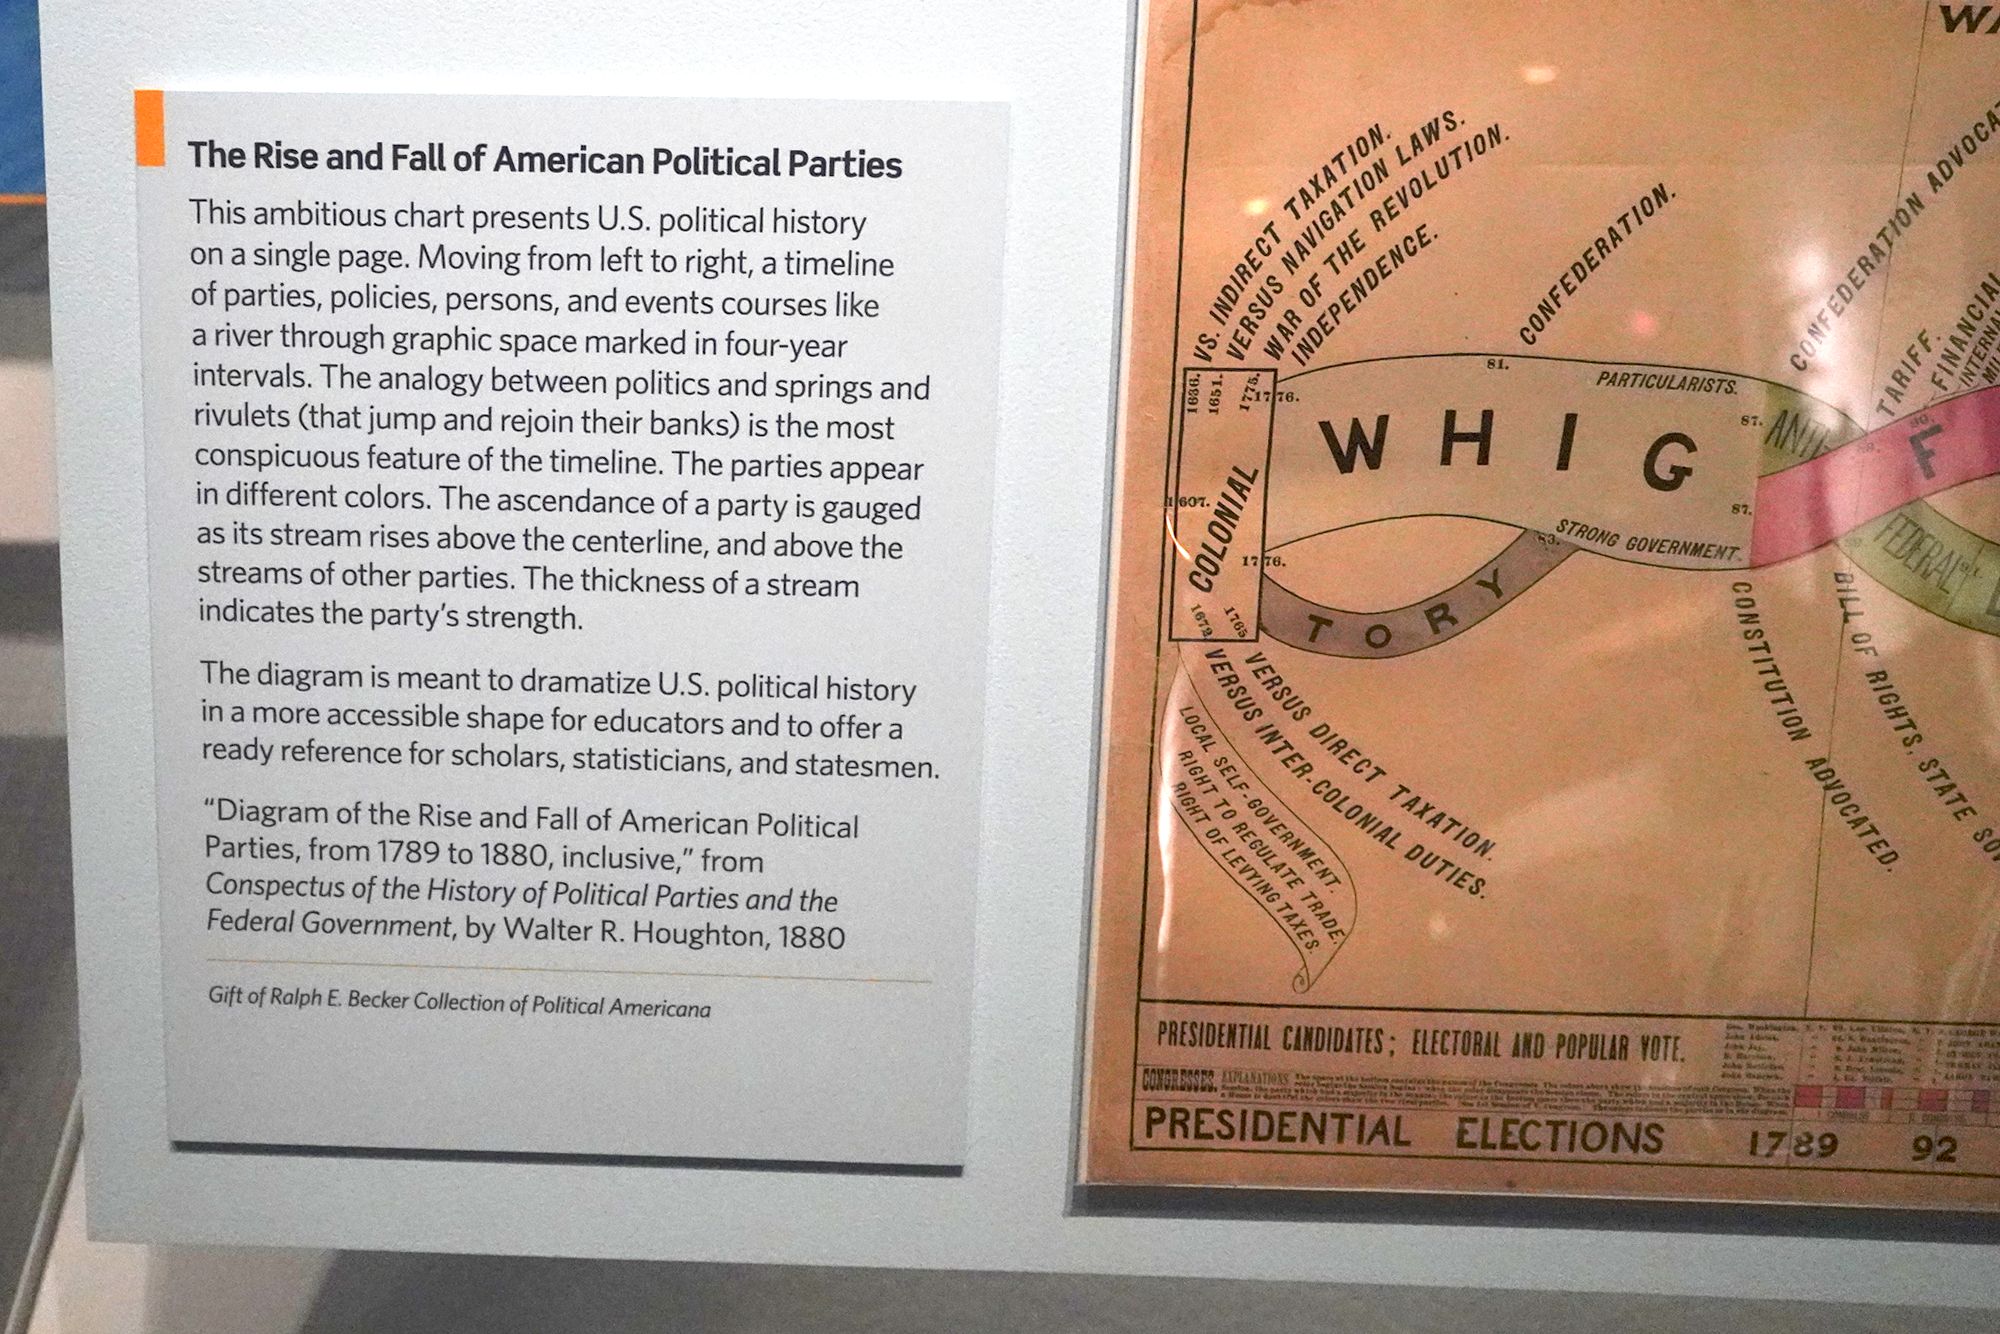 The Rise and Fall of American Political Parties
This ambitious chart presents U.S. political history
on a single page. Moving from left to right, a timeline
of parties, policies, persons, and events courses like
a river through graphic space marked in four-year
intervals. The analogy between politics and springs and
rivulets (that jump and rejoin their banks) is the most
conspicuous feature of the timeline. The parties appear
in different colors. The ascendance of a party is gauged
as its stream rises above the centerline, and above the
streams of other parties. The thickness of a stream
indicates the party's strength.
The diagram is meant to dramatize U.S. political history
in a more accessible shape for educators and to offer a
ready reference for scholars, statisticians, and statesmen.
“Diagram of the Rise and Fall of American Political
Parties, from 1789 to 1880, inclusive,” from
Conspectus of the History of Political Parties and the
Federal Government, by Walter R. Houghton, 1880
Gift of Ralph E. Becker Collection of Political Americana
VS. INDIRECT TAXATION.
VERSUS NAVIGATION LAWS.
WAR OF THE REVOLUTION.
INDEPENDENCE.
CONFEDERATION.
CONFEDERATION
TARIFF.
FINANCIAL
1636.
1651.
1775.
1776.
81.
PARTICULARISTS.
87.
ANTI
WHIG
F
1607.
COLONIAL
1776.
83.
STRONG GOVERNMENT.
87.
FEDERAL
TORY
1672
1765
VERSUS DIRECT TAXATION.
VERSUS INTER-COLONIAL DUTIES.
LOCAL SELF-GOVERNMENT.
RIGHT TO REGULATE TRADE.
RIGHT OF LEVYING TAXES.
CONSTITUTION ADVOCATED.
BILL OF RIGHTS. STATE
PRESIDENTIAL CANDIDATES; ELECTORAL AND POPULAR VOTE.
CONGRESSES. EXPLANATIONS
PRESIDENTIAL ELECTIONS 1789 92